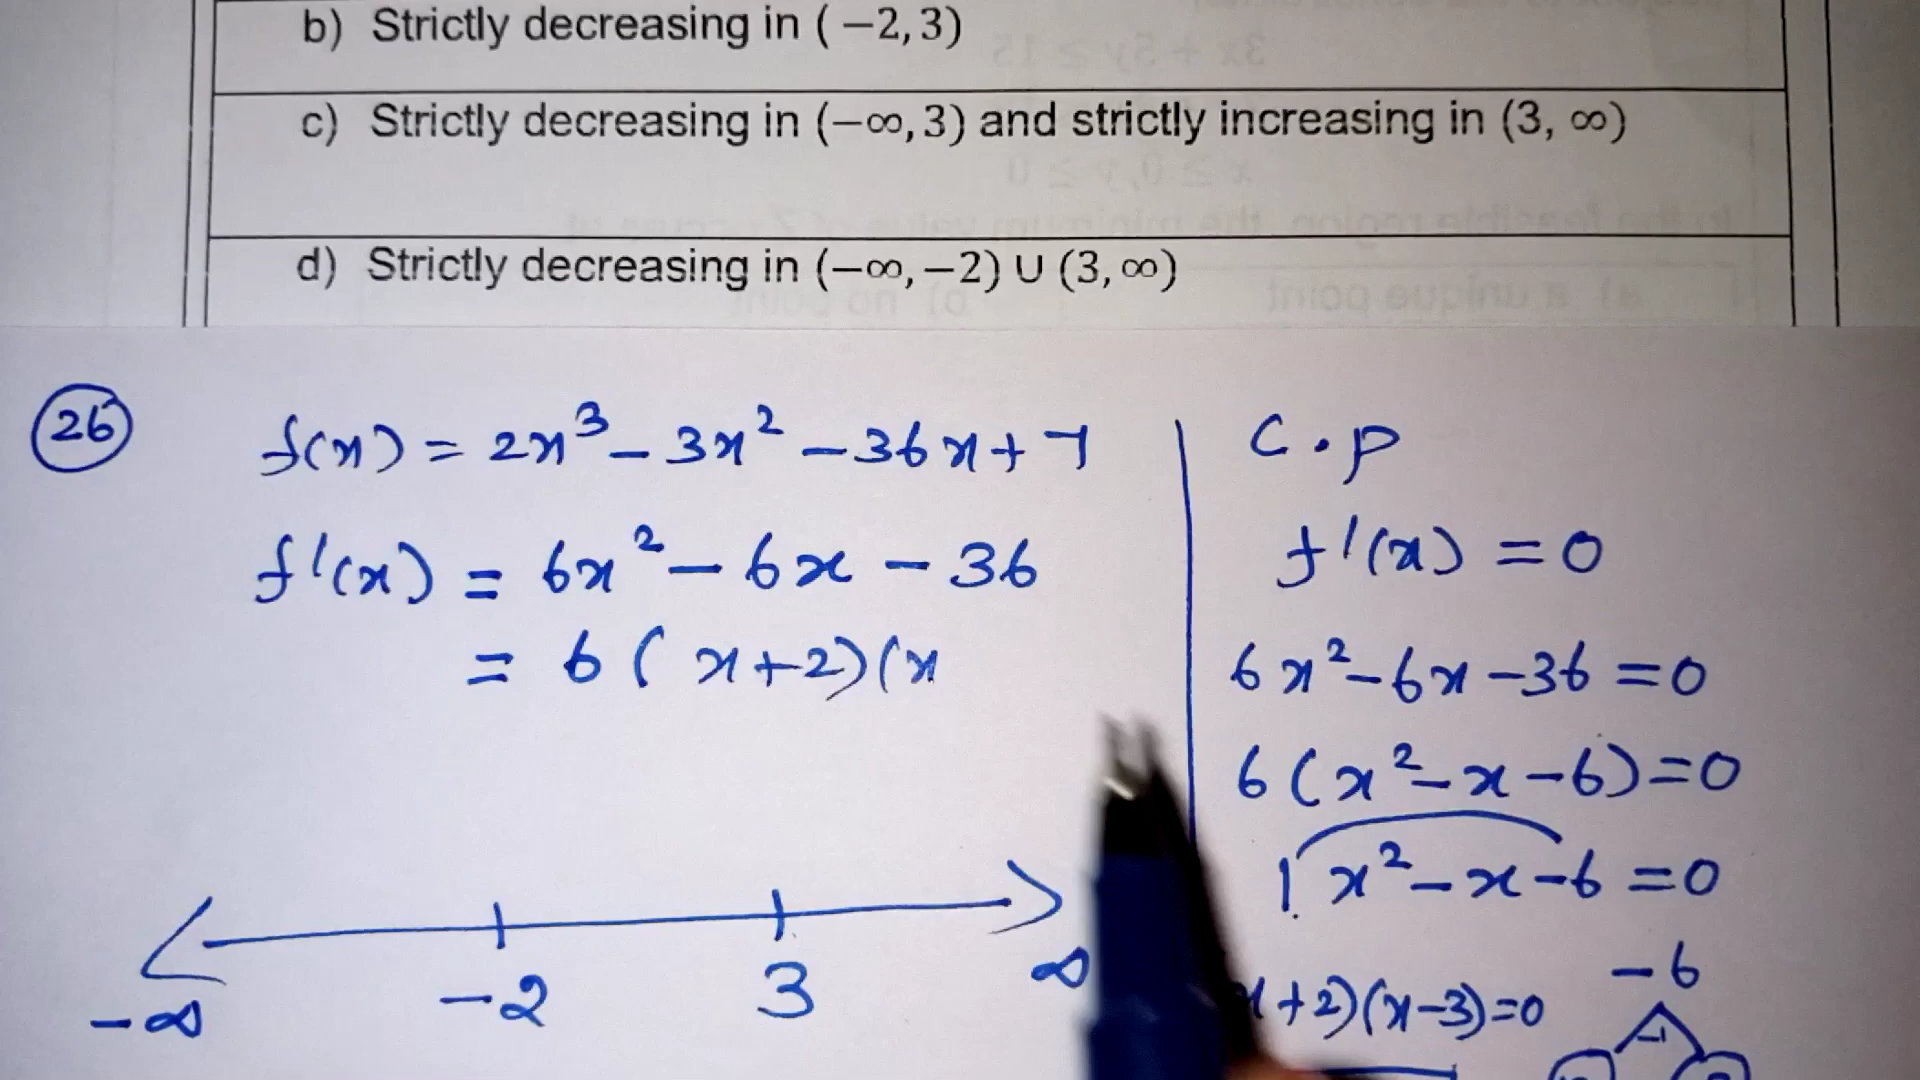 b) Strictly decreasing in (−2, 3)
c) Strictly decreasing in (−∞, 3) and strictly increasing in (3, ∞)
d) Strictly decreasing in (−∞, −2) ∪ (3, ∞)
26
f(x) = 2x³ − 3x² − 36x + 7
f'(x) = 6x² − 6x − 36
= 6(x+2)(x
−∞ −2 3 ∞
C.P
f'(x) = 0
6x² − 6x − 36 = 0
6(x² − x − 6) = 0
1 x² − x − 6 = 0
+2)(x−3)=0
−6
−1